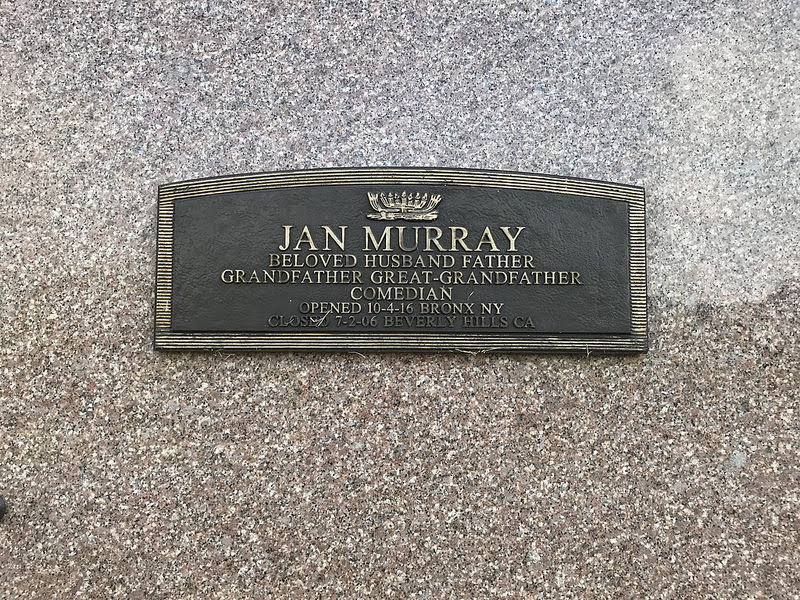 JAN MURRAY
BELOVED HUSBAND FATHER
GRANDFATHER GREAT-GRANDFATHER
COMEDIAN
OPENED 10-4-16 BRONX NY
CLOSED 7-2-06 BEVERLY HILLS CA